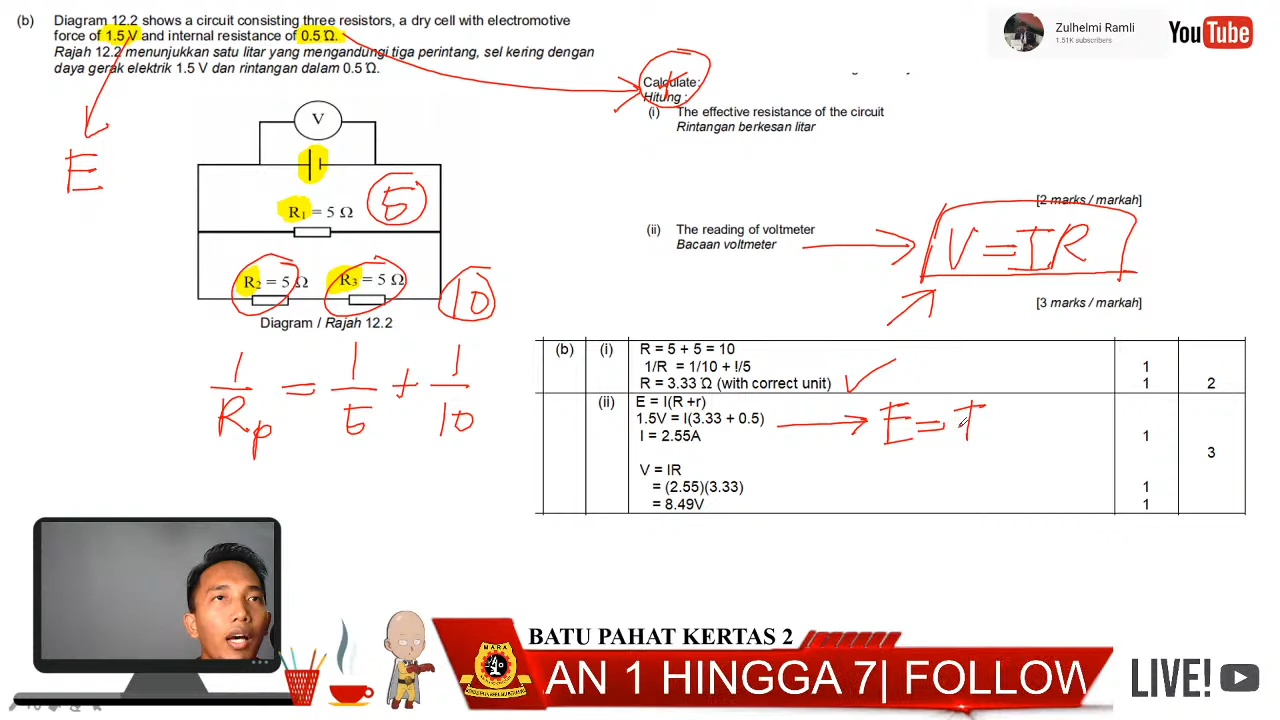 (b) Diagram 12.2 shows a circuit consisting three resistors, a dry cell with electromotive
force of 1.5 V and internal resistance of 0.5 Ω.
Rajah 12.2 menunjukkan satu litar yang mengandungi tiga perintang, sel kering dengan
daya gerak elektrik 1.5 V dan rintangan dalam 0.5 Ω.
Zulhelmi Ramli
1.51K subscribers
YouTube
Calculate:
Hitung :
(i) The effective resistance of the circuit
Rintangan berkesan litar
[2 marks / markah]
(ii) The reading of voltmeter
Bacaan voltmeter
V = IR
[3 marks / markah]
E
V
R1 = 5 Ω
5
R2 = 5 Ω
R3 = 5 Ω
10
Diagram / Rajah 12.2
1/Rp = 1/5 + 1/10
(b) (i) R = 5 + 5 = 10
1/R = 1/10 + !/5 1
R = 3.33 Ω (with correct unit) 1 2
(ii) E = I(R +r)
1.5V = I(3.33 + 0.5)
I = 2.55A 1
3
V = IR
= (2.55)(3.33) 1
= 8.49V 1
E = I
BATU PAHAT KERTAS 2
MARA
AN 1 HINGGA 7| FOLLOW
LIVE!